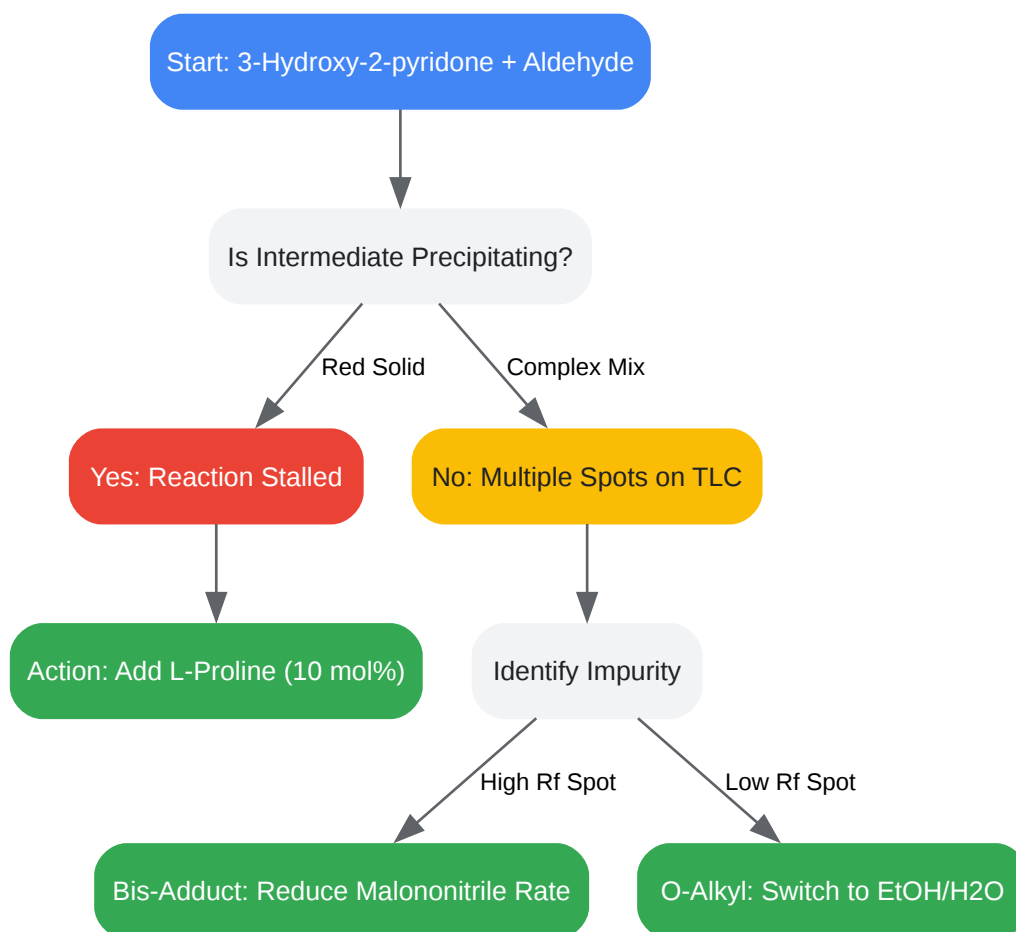 Start: 3-Hydroxy-2-pyridone + Aldehyde
Is Intermediate Precipitating?
Red Solid
Complex Mix
Yes: Reaction Stalled
No: Multiple Spots on TLC
Action: Add L-Proline (10 mol%)
Identify Impurity
High Rf Spot
Low Rf Spot
Bis-Adduct: Reduce Malononitrile Rate
O-Alkyl: Switch to EtOH/H2O